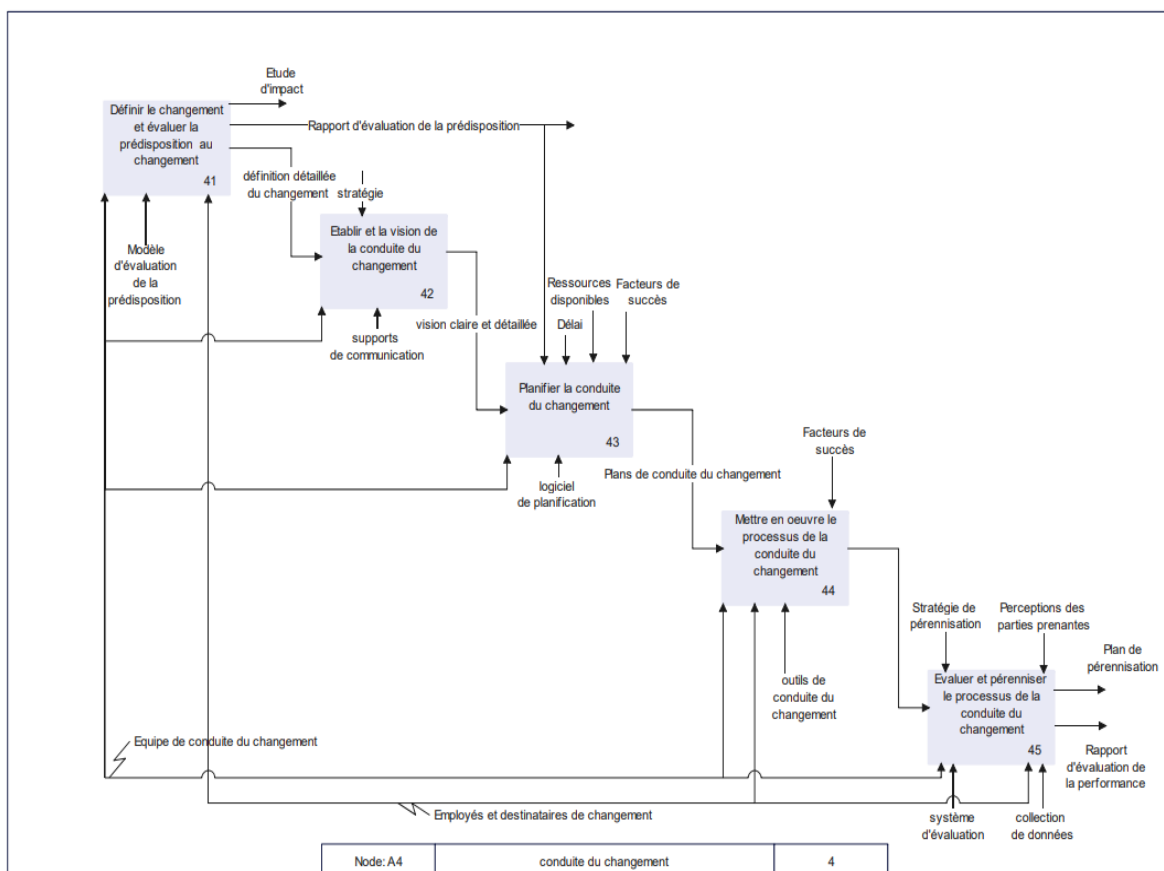 Etude
d'impact
Définir le changement
et évaluer la
prédisposition au
changement
41
Rapport d'évaluation de la prédisposition
définition détaillée
du changement
stratégie
Modèle
d'évaluation
de la
prédisposition
Etablir et la vision de
la conduite du
changement
42
supports
de communication
vision claire et détaillée
Ressources
disponibles
Facteurs de
succès
Délai
Planifier la conduite
du changement
43
logiciel
de planification
Plans de conduite du changement
Facteurs de
succès
Mettre en oeuvre le
processus de la
conduite du
changement
44
outils de
conduite du
changement
Stratégie de
pérennisation
Perceptions des
parties prenantes
Plan de
pérennisation
Evaluer et pérenniser
le processus de la
conduite du
changement
45
Rapport
d'évaluation de
la performance
Equipe de conduite du changement
Employés et destinataires de changement
système
d'évaluation
collection
de données
Node: A4
conduite du changement
4